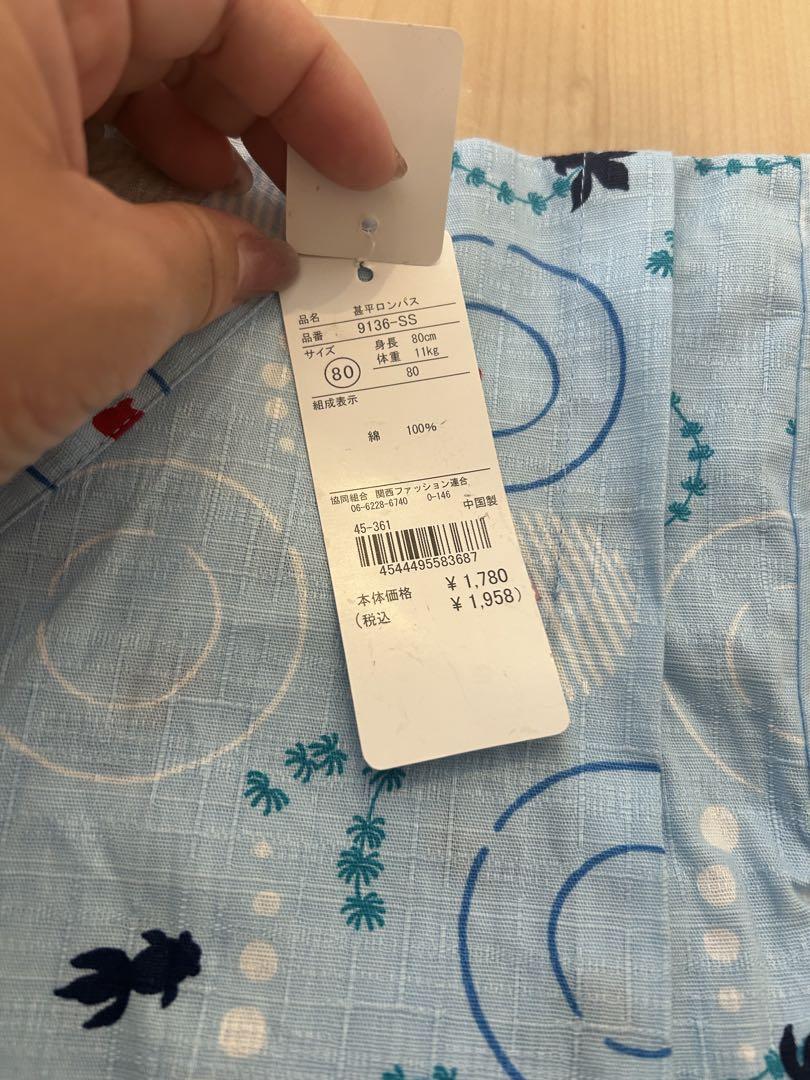 品名 甚平ロンパス
品番 9136-SS
サイズ 身長 80cm
80 体重 11kg
80
組成表示
綿 100%
協同組合 関西ファッション連合
06-6228-6740 0-146 中国製
45-361
4544495583687
本体価格 ¥1,780
(税込 ¥1,958)